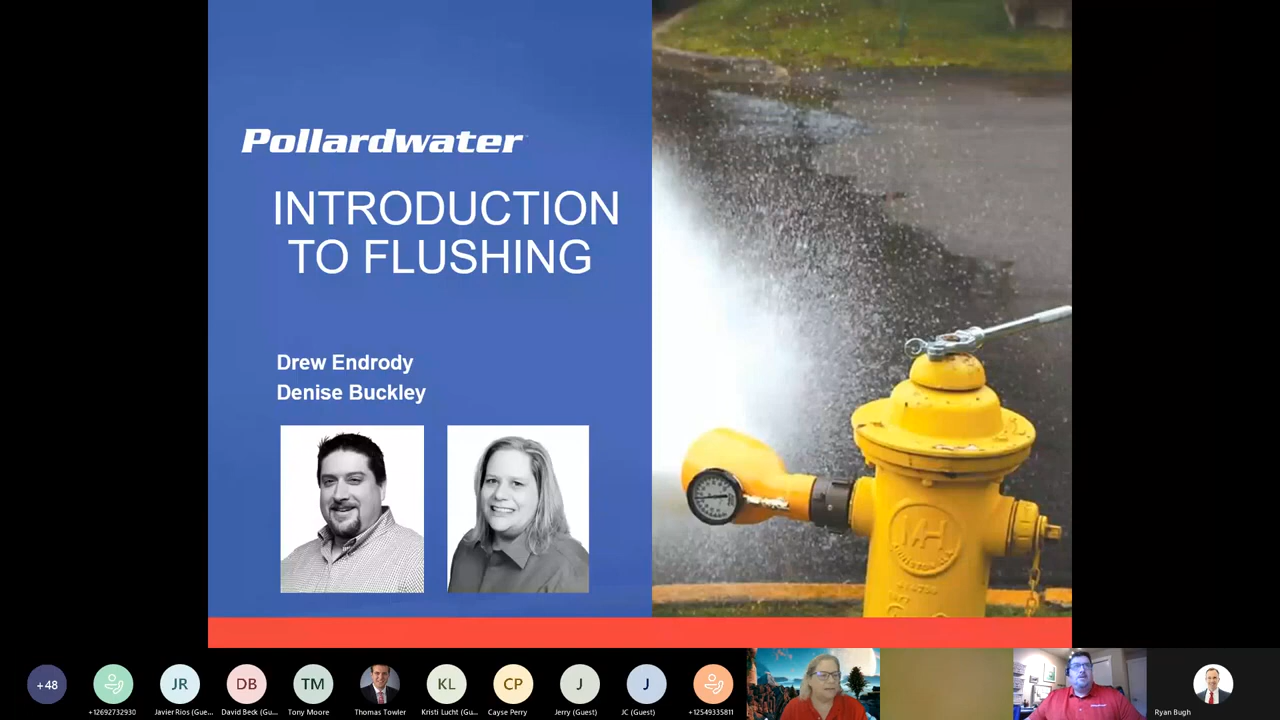 Pollardwater
INTRODUCTION
TO FLUSHING
Drew Endrody
Denise Buckley
MH
+48
JR
DB
TM
KL
CP
J
J
+12692732930
Javier Rios (Gue...
David Beck (Gu...
Tony Moore
Thomas Towler
Kristi Lucht (Gu...
Cayse Perry
Jerry (Guest)
JC (Guest)
+12549335811
Ryan Bugh